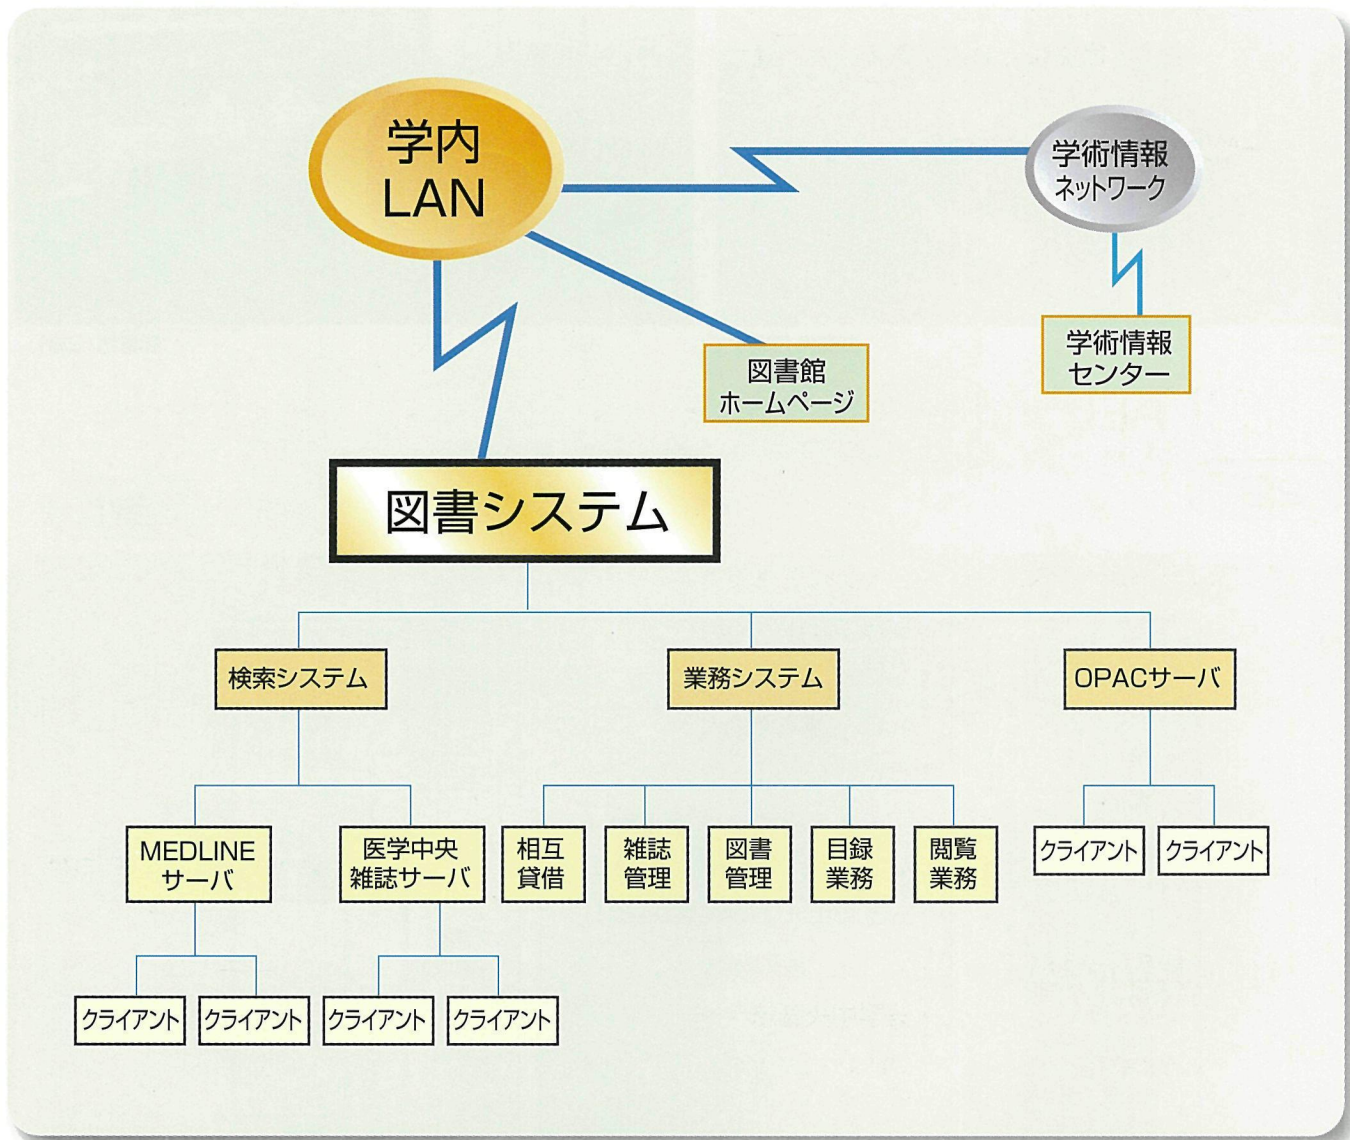 学内
LAN
学術情報
ネットワーク
学術情報
センター
図書館
ホームページ
図書システム
検索システム
業務システム
OPACサーバ
MEDLINE
サーバ
医学中央
雑誌サーバ
相互
貸借
雑誌
管理
図書
管理
目録
業務
閲覧
業務
クライアント
クライアント
クライアント
クライアント
クライアント
クライアント